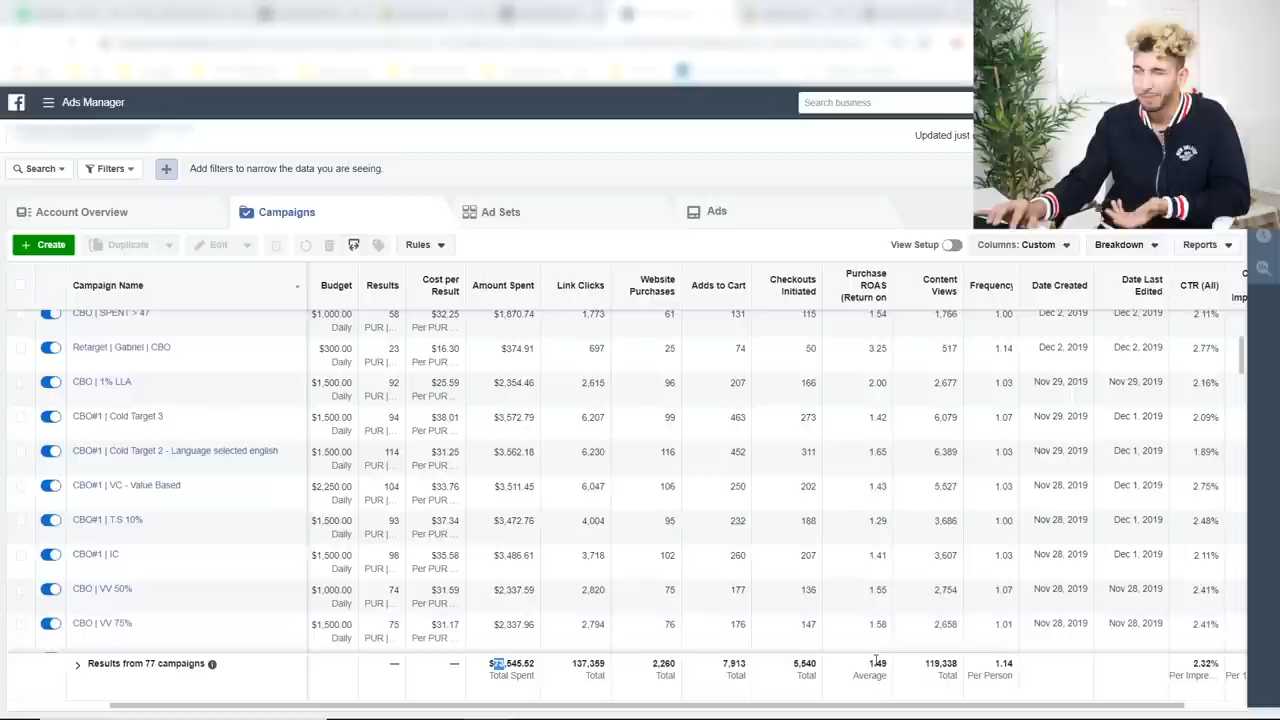 Ads Manager
Search business
Updated just
Search
Filters
+
Add filters to narrow the data you are seeing.
Account Overview
Campaigns
Ad Sets
Ads
+ Create
Duplicate
Edit
Rules
View Setup
Columns: Custom
Breakdown
Reports
Campaign Name Budget Results Cost per Result Amount Spent Link Clicks Website Purchases Adds to Cart Checkouts Initiated Purchase ROAS (Return on Content Views Frequency Date Created Date Last Edited CTR (All)
CBO | SPENT > 47 $1,000.00 58 $32.25 $1,870.74 1,773 61 131 115 1.54 1,766 1.00 Dec 2, 2019 Dec 2, 2019 2.11%
Daily PUR |... Per PUR ...
Retarget | Gabriel | CBO $300.00 23 $16.30 $374.91 697 25 74 50 3.25 517 1.14 Dec 2, 2019 Dec 2, 2019 2.77%
Daily PUR |... Per PUR ...
CBO | 1% LLA $1,500.00 92 $25.59 $2,354.46 2,615 96 207 166 2.00 2,677 1.03 Nov 29, 2019 Nov 29, 2019 2.16%
Daily PUR |... Per PUR ...
CBO#1 | Cold Target 3 $1,500.00 94 $38.01 $3,572.79 6,207 99 463 273 1.42 6,079 1.07 Nov 29, 2019 Dec 1, 2019 2.09%
Daily PUR |... Per PUR ...
CBO#1 | Cold Target 2 - Language selected english $1,500.00 114 $31.25 $3,562.18 6,230 116 452 311 1.65 6,389 1.03 Nov 29, 2019 Dec 1, 2019 1.89%
Daily PUR |... Per PUR ...
CBO#1 | VC - Value Based $2,250.00 104 $33.76 $3,511.45 6,047 106 250 202 1.43 5,527 1.03 Nov 28, 2019 Dec 1, 2019 2.75%
Daily PUR |... Per PUR ...
CBO#1 | T.S 10% $1,500.00 93 $37.34 $3,472.76 4,004 95 232 188 1.29 3,686 1.00 Nov 28, 2019 Dec 1, 2019 2.48%
Daily PUR |... Per PUR ...
CBO#1 | IC $1,500.00 98 $35.58 $3,486.61 3,718 102 260 207 1.41 3,607 1.03 Nov 28, 2019 Dec 1, 2019 2.11%
Daily PUR |... Per PUR ...
CBO | VV 50% $1,000.00 74 $31.59 $2,337.59 2,820 75 177 136 1.55 2,754 1.07 Nov 28, 2019 Nov 28, 2019 2.41%
Daily PUR |... Per PUR ...
CBO | VV 75% $1,500.00 75 $31.17 $2,337.96 2,794 76 176 147 1.58 2,658 1.01 Nov 28, 2019 Nov 28, 2019 2.41%
Daily PUR |... Per PUR ...
Results from 77 campaigns — — $73,545.52 137,359 2,260 7,913 5,540 1.49 119,338 1.14 2.32%
Total Spent Total Total Total Total Average Total Per Person Per Impre... Per 1